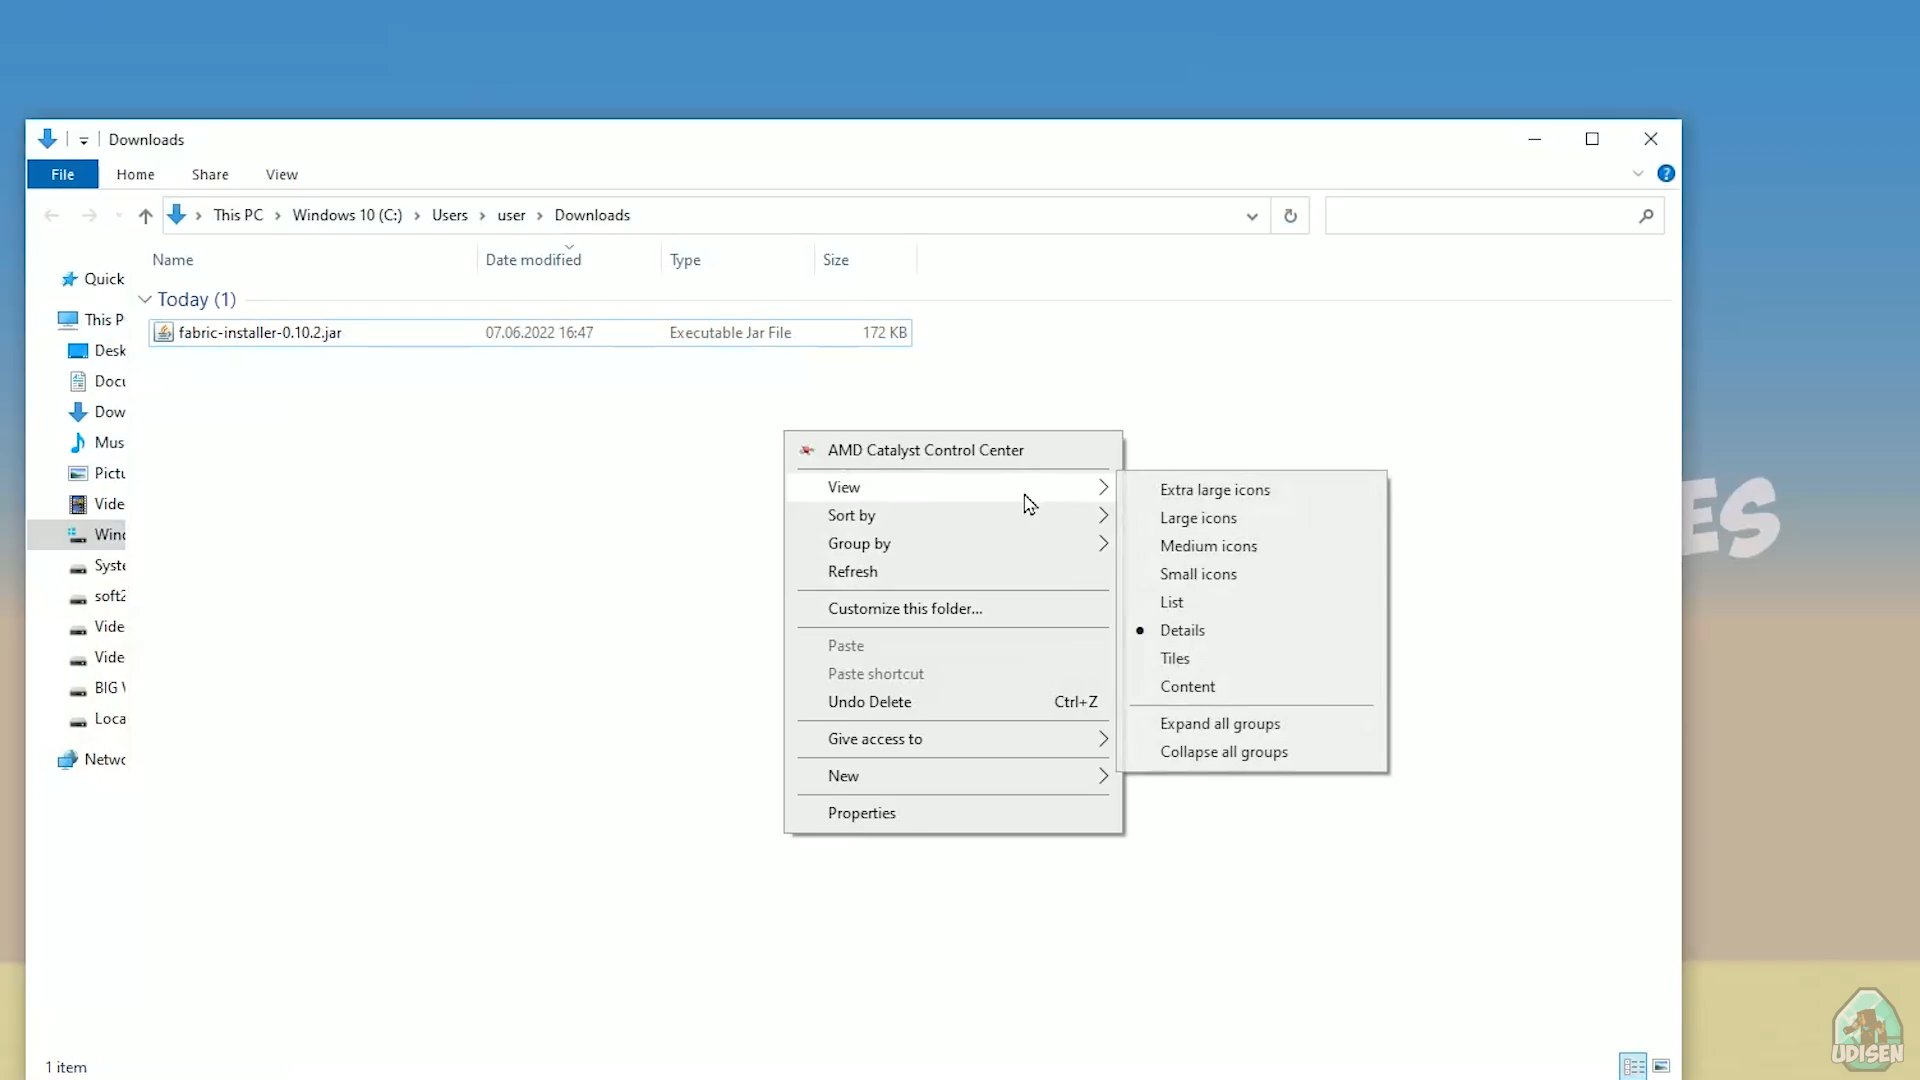 Downloads
File Home Share View
This PC > Windows 10 (C:) > Users > user > Downloads
Name Date modified Type Size
Today (1)
fabric-installer-0.10.2.jar 07.06.2022 16:47 Executable Jar File 172 KB
Quick
This P
Desk
Docu
Dow
Mus
Pictu
Vide
Wind
Syste
soft2
Vide
Vide
BIG
Loca
Netwo
AMD Catalyst Control Center
View
Sort by
Group by
Refresh
Customize this folder...
Paste
Paste shortcut
Undo Delete Ctrl+Z
Give access to
New
Properties
Extra large icons
Large icons
Medium icons
Small icons
List
Details
Tiles
Content
Expand all groups
Collapse all groups
ES
1 item
UDISEN